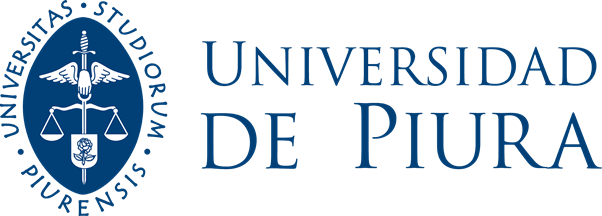 UNIVERSITAS • STUDIORUM • PIURENSIS •
UNIVERSIDAD
DE PIURA